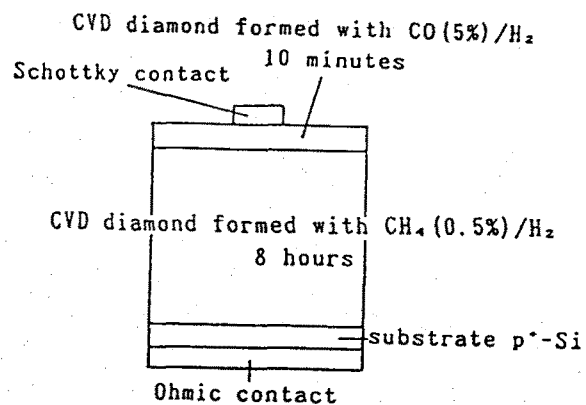 CVD diamond formed with CO(5%)/H₂
10 minutes
Schottky contact
CVD diamond formed with CH₄(0.5%)/H₂
8 hours
substrate p⁺-Si
Ohmic contact